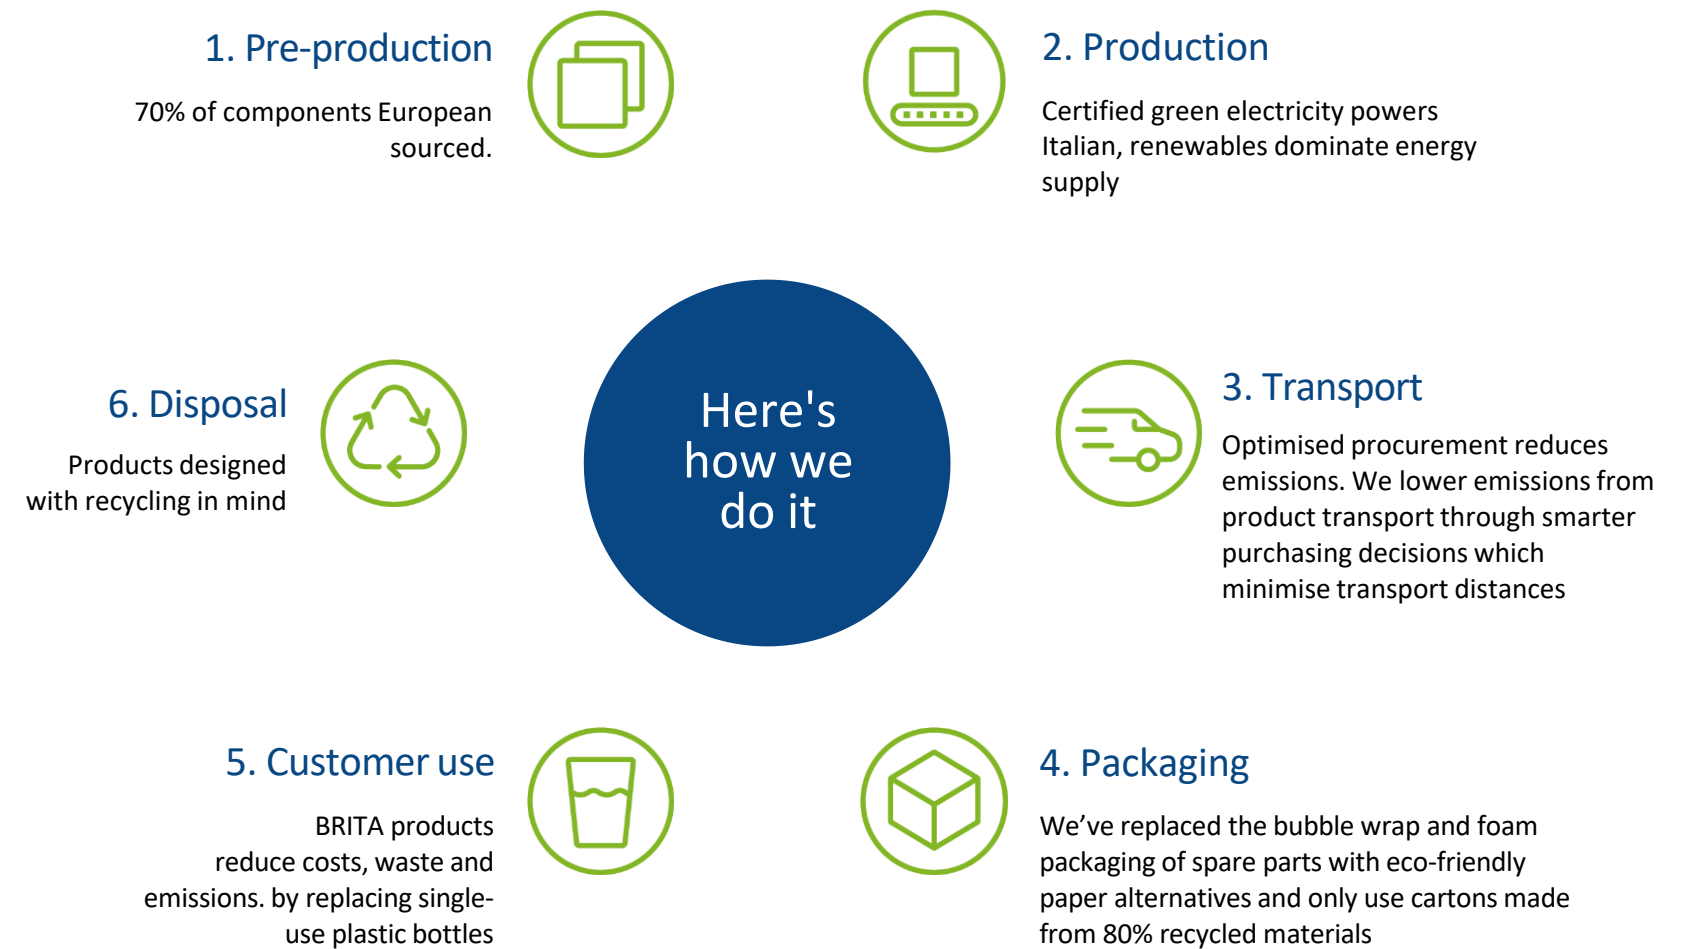 1. Pre-production
70% of components European
sourced.
2. Production
Certified green electricity powers
Italian, renewables dominate energy
supply
Here's
how we
do it
3. Transport
Optimised procurement reduces
emissions. We lower emissions from
product transport through smarter
purchasing decisions which
minimise transport distances
4. Packaging
We’ve replaced the bubble wrap and foam
packaging of spare parts with eco-friendly
paper alternatives and only use cartons made
from 80% recycled materials
5. Customer use
BRITA products
reduce costs, waste and
emissions. by replacing single-
use plastic bottles
6. Disposal
Products designed
with recycling in mind